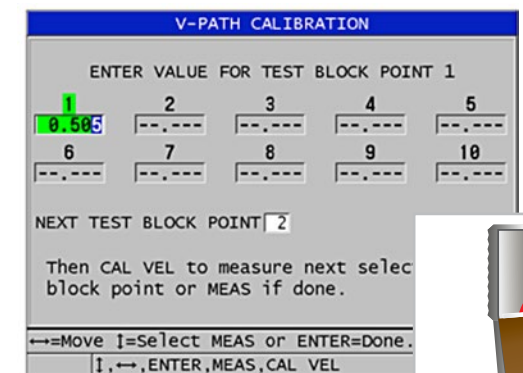 V-PATH CALIBRATION
ENTER VALUE FOR TEST BLOCK POINT 1
1 2 3 4 5
0.505 --.--- --.--- --.--- --.---
6 7 8 9 10
--.--- --.--- --.--- --.--- --.---
NEXT TEST BLOCK POINT 2
Then CAL VEL to measure next selec
block point or MEAS if done.
↔=Move ↕=Select MEAS or ENTER=Done.
↕,↔,ENTER,MEAS,CAL VEL